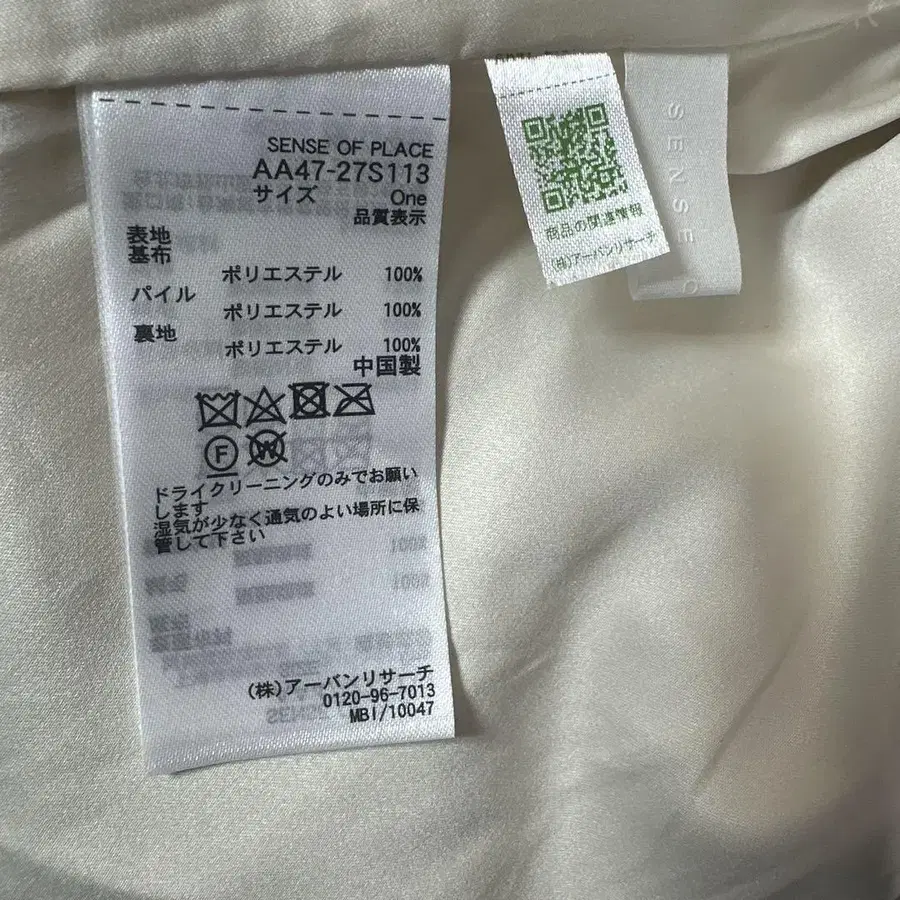 SENSE OF PLACE
AA47-27S113
サイズ One
品質表示
表地
基布
ポリエステル 100%
パイル
ポリエステル 100%
裏地
ポリエステル 100%
中国製
F
W
ドライクリーニングのみでお願い
します
湿気が少なく通気のよい場所に保
管して下さい
(株)アーバンリサーチ
0120-96-7013
MBI/10047
商品の関連情報
(株)アーバンリサーチ
SENSE O